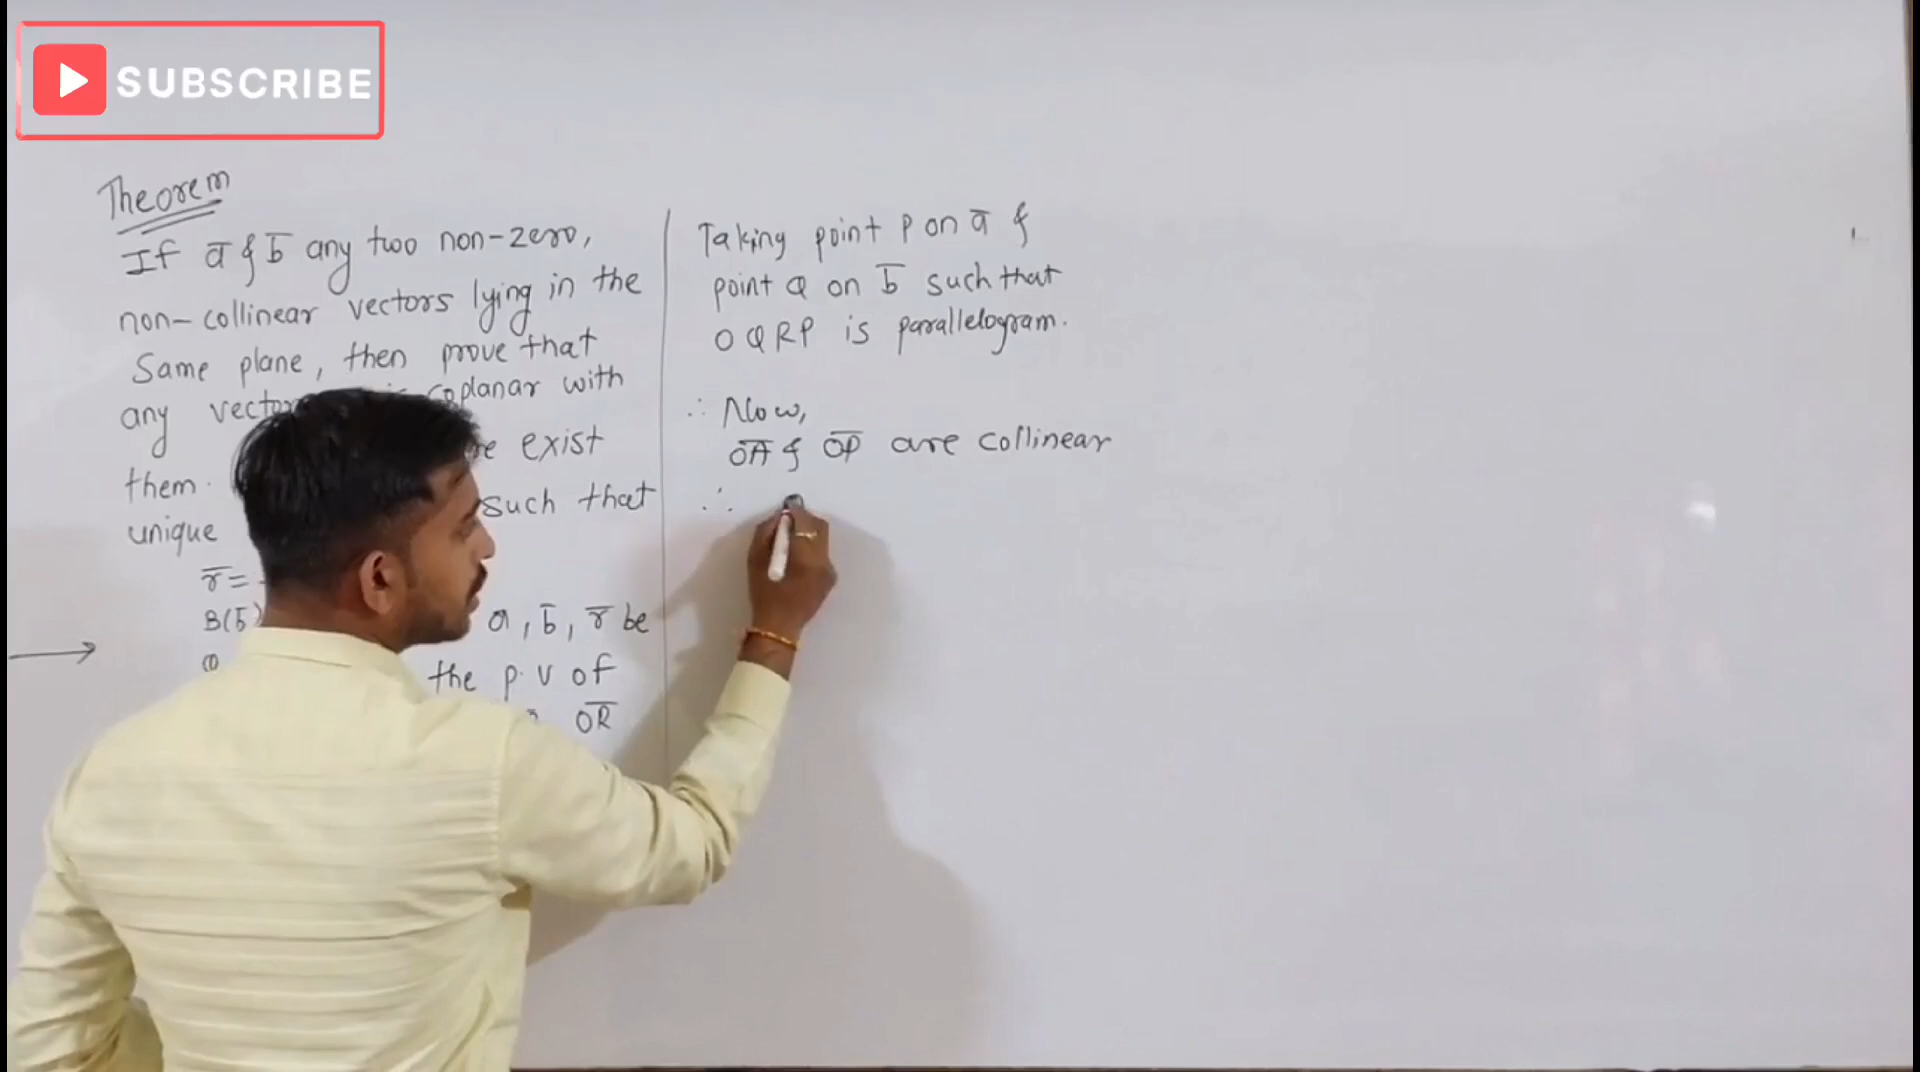 SUBSCRIBE
Theorem
If ā & b̄ any two non-zero,
non-collinear vectors lying in the
Same plane, then prove that
any vector coplanar with
them. exist
unique such that
r̄ =
B(b̄) a, b̄, r̄ be
the p.v of
OR̅
Taking point P on ā &
point Q on b̄ such that
OQRP is parallelogram.
∴ Now,
O̅A̅ & O̅P̅ are collinear
∴